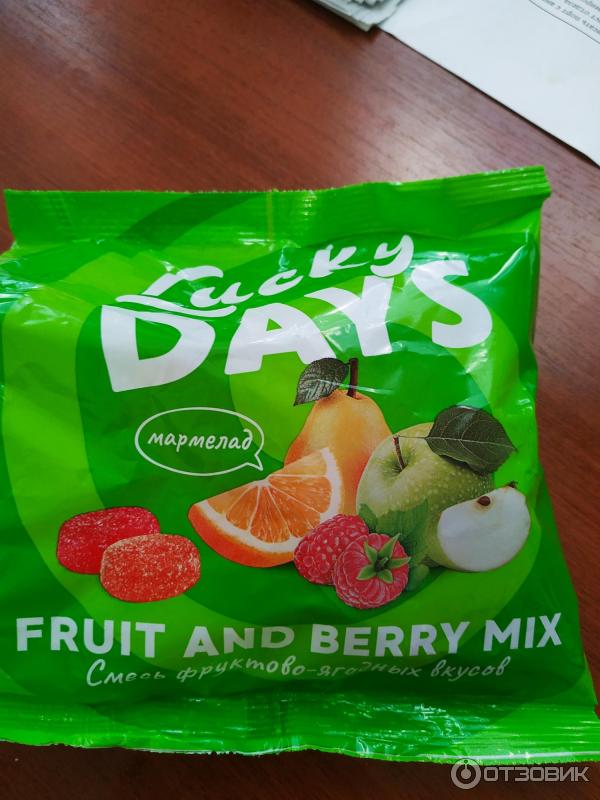 Lucky
DAYS
мармелад
FRUIT AND BERRY MIX
Смесь фруктово-ягодных вкусов
ОТЗОВИК